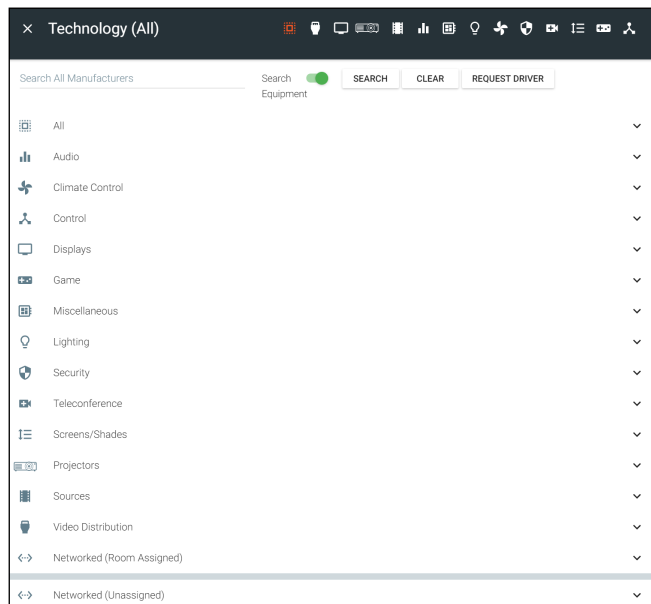 Technology (All)
Search All Manufacturers
Search
Equipment
SEARCH CLEAR REQUEST DRIVER
All
Audio
Climate Control
Control
Displays
Game
Miscellaneous
Lighting
Security
Teleconference
Screens/Shades
Projectors
Sources
Video Distribution
Networked (Room Assigned)
Networked (Unassigned)